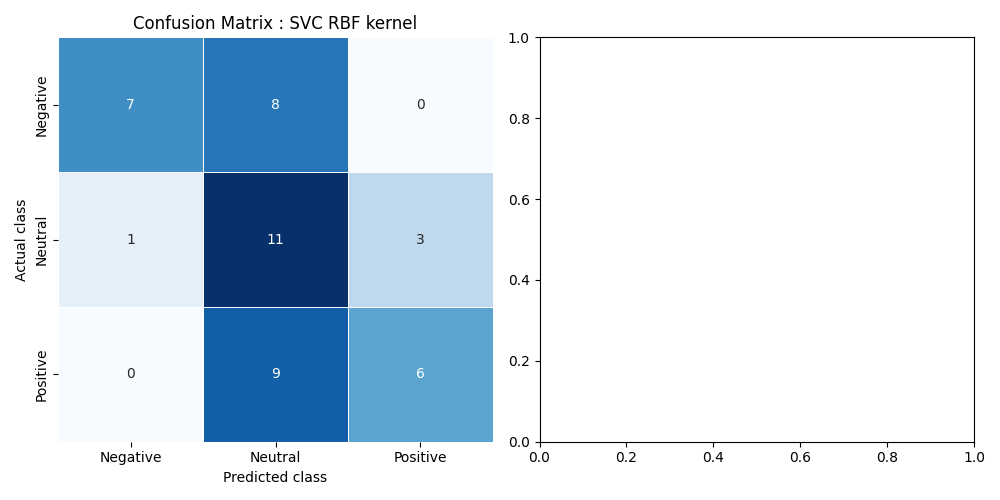 Confusion Matrix : SVC RBF kernel
Actual class
Negative
7 8 0
Neutral
1 11 3
Positive
0 9 6
Negative Neutral Positive
Predicted class
1.0
0.8
0.6
0.4
0.2
0.0
0.0 0.2 0.4 0.6 0.8 1.0